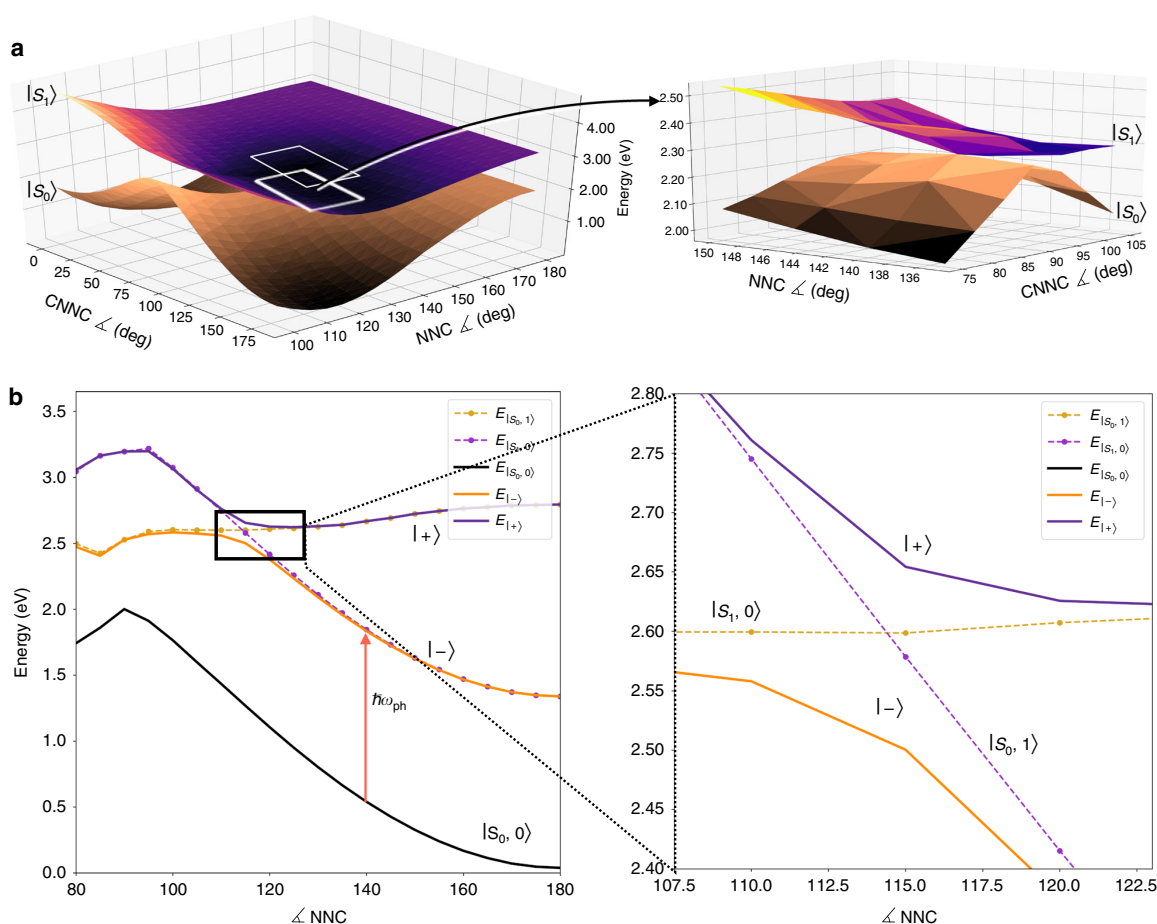 a
|S₁⟩
|S₀⟩
4.00
3.00
2.00
1.00
Energy (eV)
0
25
50
75
100
125
150
175
CNNC ∡ (deg)
100
110
120
130
140
150
160
170
180
NNC ∡ (deg)
2.50
2.40
2.30
2.20
2.10
2.00
|S₁⟩
|S₀⟩
150
148
146
144
142
140
138
136
NNC ∡ (deg)
75
80
85
90
95
100
105
CNNC ∡ (deg)
b
3.5
3.0
2.5
2.0
1.5
1.0
0.5
0.0
Energy (eV)
80
100
120
140
160
180
∡ NNC
E|S₀, 1⟩
E|S₀, 0⟩
E|−⟩
E|+⟩
|+⟩
|−⟩
ħωph
|S₀, 0⟩
2.80
2.75
2.70
2.65
2.60
2.55
2.50
2.45
2.40
107.5
110.0
112.5
115.0
117.5
120.0
122.5
∡ NNC
E|S₀, 1⟩
E|S₁, 0⟩
E|S₀, 0⟩
E|−⟩
E|+⟩
|+⟩
|S₁, 0⟩
|−⟩
|S₀, 1⟩